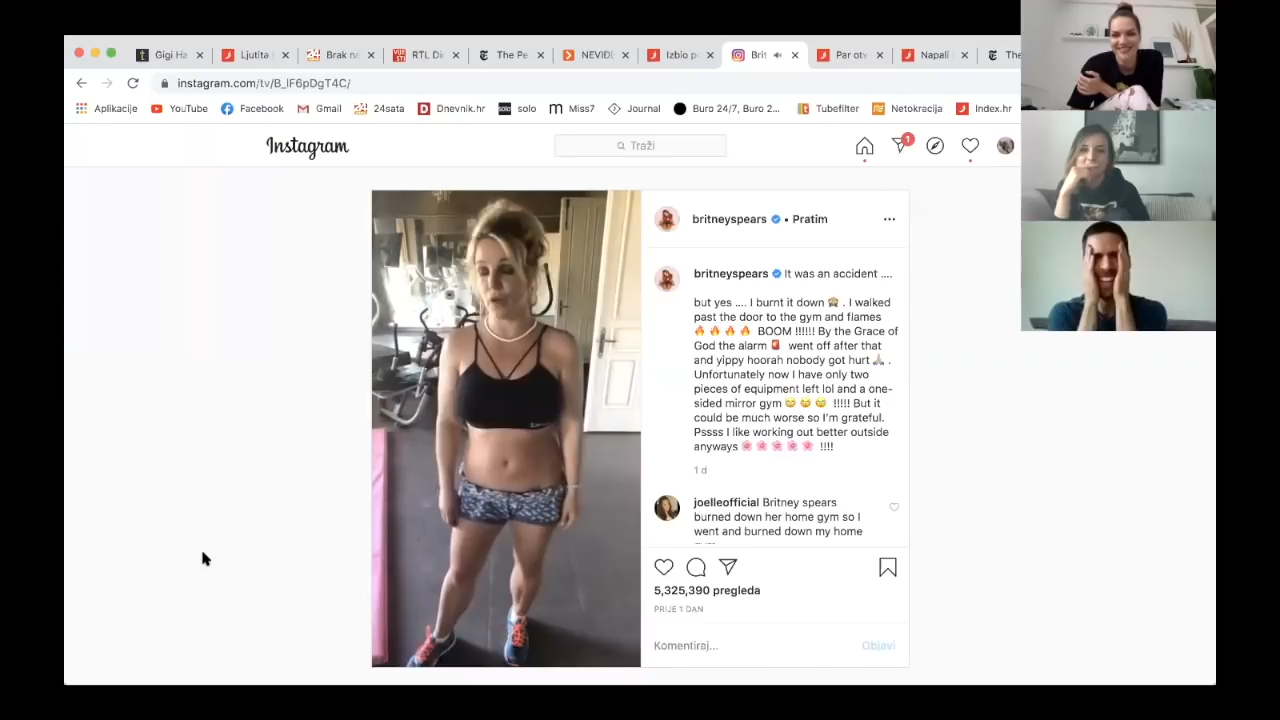 Gigi Ha
Ljutita i
Brak na
RTL Di
The Pe
NEVIĐE
Izbio p
Brit
Par otv
Napali
The
instagram.com/tv/B_lF6pDgT4C/
Aplikacije
YouTube
Facebook
Gmail
24sata
Dnevnik.hr
solo
Miss7
Journal
Buro 24/7, Buro 2...
Tubefilter
Netokracija
Index.hr
Instagram
Traži
1
britneyspears • Pratim
britneyspears It was an accident ....
but yes .... I burnt it down 🙈 . I walked
past the door to the gym and flames
🔥 🔥 🔥 🔥 BOOM !!!!!! By the Grace of
God the alarm 🚨 went off after that
and yippy hoorah nobody got hurt 🙏🏼 .
Unfortunately now I have only two
pieces of equipment left lol and a one-
sided mirror gym 😅 😅 😅 !!!!! But it
could be much worse so I'm grateful.
Pssss I like working out better outside
anyways 🌸 🌸 🌸 🌸 🌸 !!!!
1 d
joelleofficial Britney spears
burned down her home gym so I
went and burned down my home
5,325,390 pregleda
PRIJE 1 DAN
Komentiraj...
Objavi